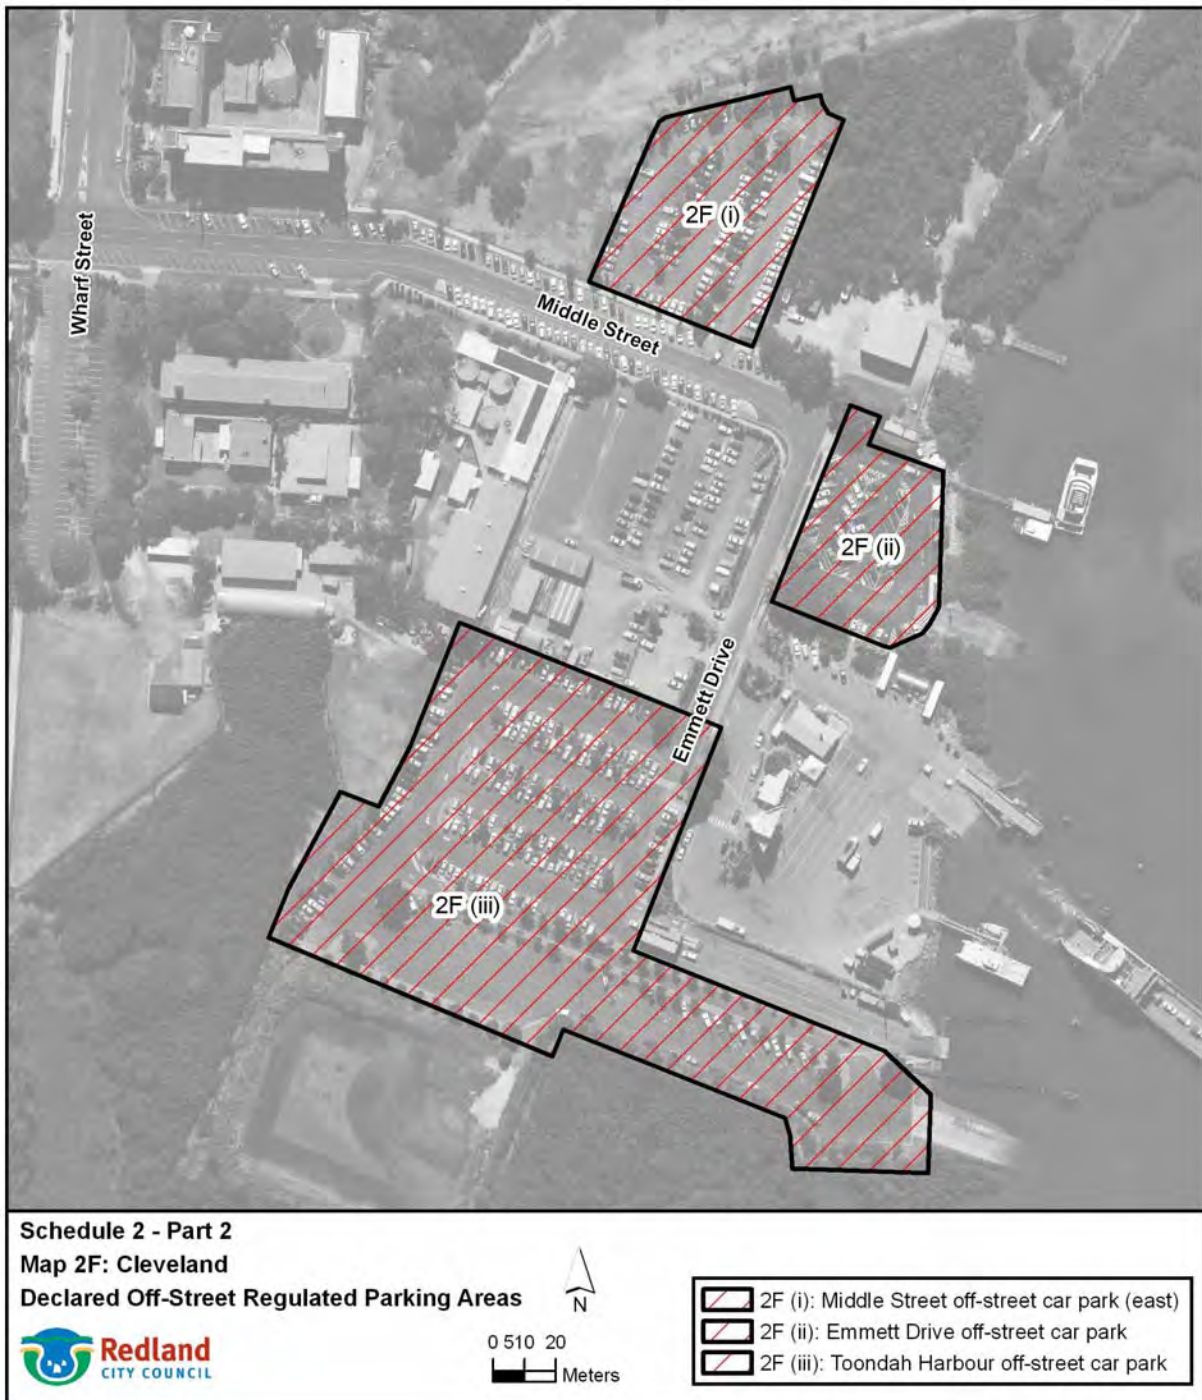 2F (i)
Wharf Street
Middle Street
2F (ii)
Emmett Drive
2F (iii)
Schedule 2 - Part 2
Map 2F: Cleveland
Declared Off-Street Regulated Parking Areas
N
Redland
CITY COUNCIL
0 510 20
Meters
2F (i): Middle Street off-street car park (east)
2F (ii): Emmett Drive off-street car park
2F (iii): Toondah Harbour off-street car park